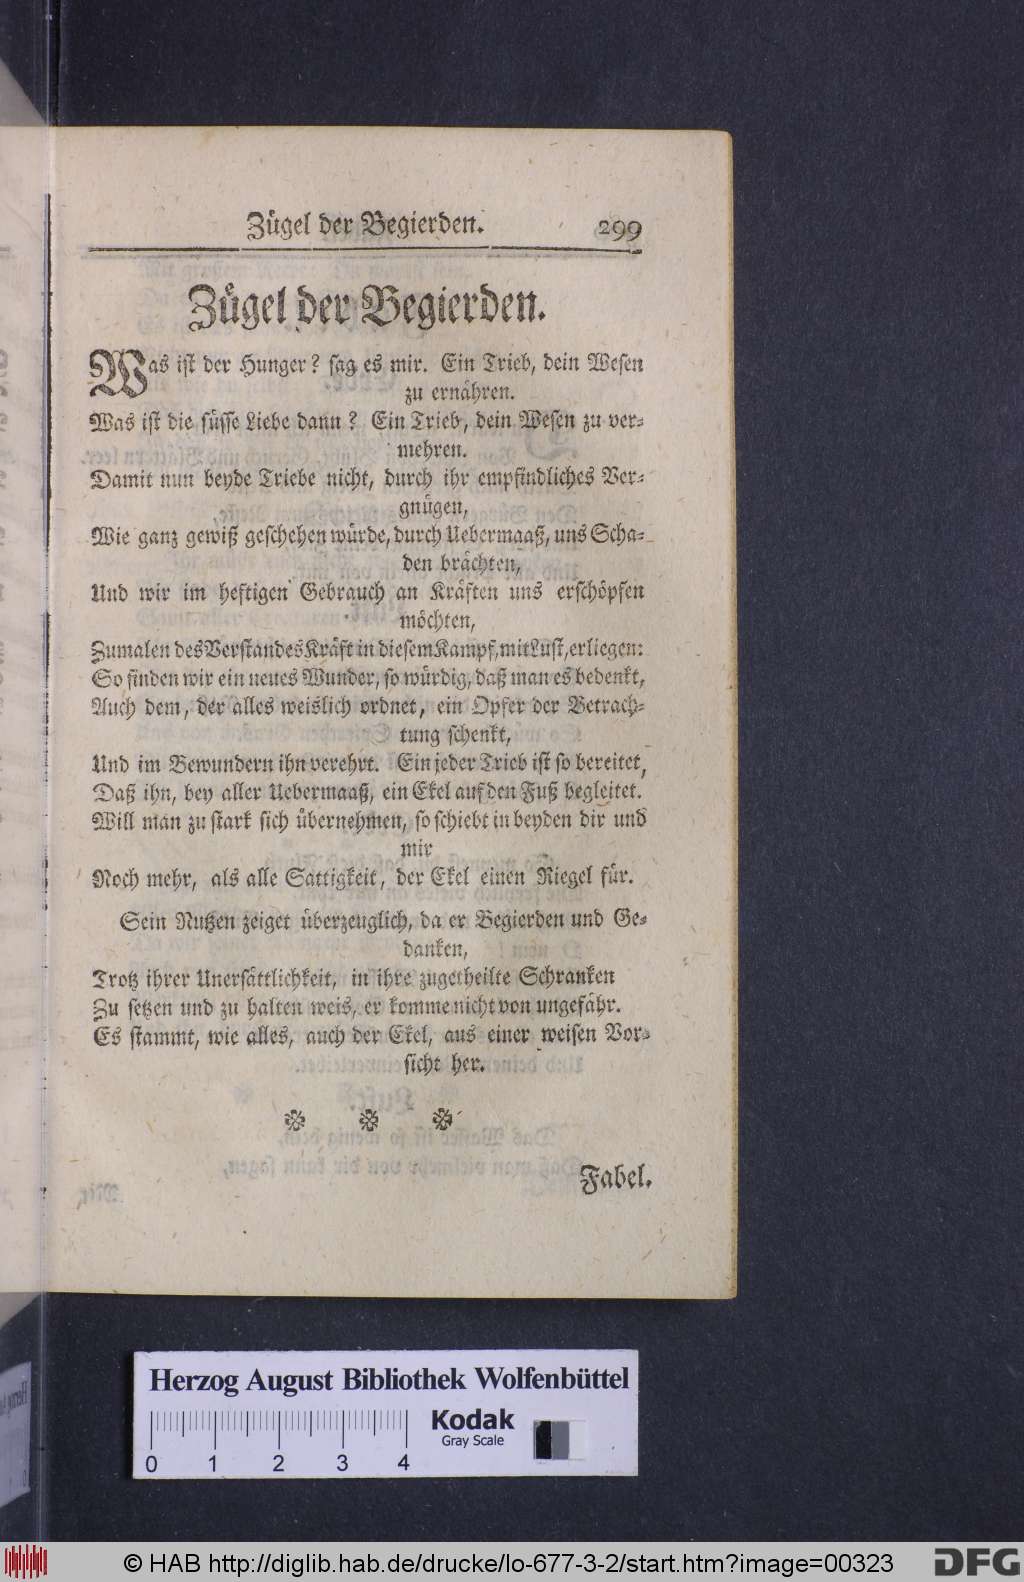 Zügel der Begierden. 299
Zügel der Begierden.
Was ist der Hunger? sag es mir. Ein Trieb, dein Wesen
zu ernähren.
Was ist die süsse Liebe dann? Ein Trieb, dein Wesen zu ver-
mehren.
Damit nun beyde Triebe nicht, durch ihr empfindliches Ver-
gnügen,
Wie ganz gewiß geschehen würde, durch Uebermaaß, uns Scha-
den brächten,
Und wir im heftigen Gebrauch an Kräften uns erschöpfen
möchten,
Zumalen des Verstandes Kräft in diesem Kampf, mit Lust, erliegen:
So finden wir ein neues Wunder, so würdig, daß man es bedenkt,
Auch dem, der alles weislich ordnet, ein Opfer der Betrach-
tung schenkt,
Und im Bewundern ihn verehrt. Ein jeder Trieb ist so bereitet,
Daß ihn, bey aller Uebermaaß, ein Ekel auf den Fuß begleitet.
Will man zu stark sich übernehmen, so schiebt in beyden dir und
mir
Noch mehr, als alle Sattigkeit, der Ekel einen Riegel für.
Sein Nutzen zeiget überzeuglich, da er Begierden und Ge-
danken,
Trotz ihrer Unersättlichkeit, in ihre zugetheilte Schranken
Zu setzen und zu halten weis, er komme nicht von ungefähr.
Es stammt, wie alles, auch der Ekel, aus einer weisen Vor-
sicht her.
Fabel.
Herzog August Bibliothek Wolfenbüttel
Kodak
Gray Scale
0 1 2 3 4
© HAB http://diglib.hab.de/drucke/lo-677-3-2/start.htm?image=00323
DFG